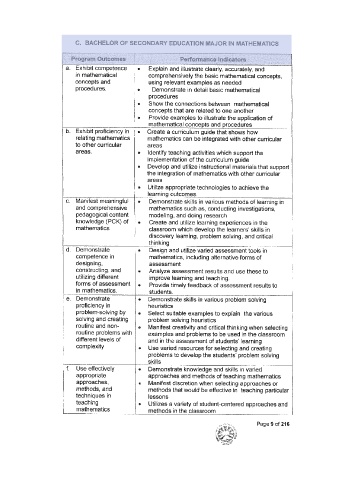 C. BACHELOR OF SECONDARY EDUCATION MAJOR IN MATHEMATICS
Program Outcomes
Performance Indicators
a. Exhibit competence
in mathematical
concepts and
procedures.
• Explain and illustrate clearly, accurately, and
comprehensively the basic mathematical concepts,
using relevant examples as needed
• Demonstrate in detail basic mathematical
procedures
• Show the connections between mathematical
concepts that are related to one another
• Provide examples to illustrate the application of
mathematical concepts and procedures
b. Exhibit proficiency in
relating mathematics
to other curricular
areas.
• Create a curriculum guide that shows how
mathematics can be integrated with other curricular
areas
• Identify teaching activities which support the
implementation of the curriculum guide
• Develop and utilize instructional materials that support
the integration of mathematics with other curricular
areas
• Utilize appropriate technologies to achieve the
learning outcomes
c. Manifest meaningful
and comprehensive
pedagogical content
knowledge (PCK) of
mathematics
• Demonstrate skills in various methods of learning in
mathematics such as, conducting investigations,
modeling, and doing research
• Create and utilize learning experiences in the
classroom which develop the learners' skills in
discovery learning, problem solving, and critical
thinking
d. Demonstrate
competence in
designing,
constructing, and
utilizing different
forms of assessment
in mathematics.
• Design and utilize varied assessment tools in
mathematics, including alternative forms of
assessment
• Analyze assessment results and use these to
improve learning and teaching.
• Provide timely feedback of assessment results to
students.
e. Demonstrate
proficiency in
problem-solving by
solving and creating
routine and non-
routine problems with
different levels of
complexity
• Demonstrate skills in various problem solving
heuristics
• Select suitable examples to explain the various
problem solving heuristics
• Manifest creativity and critical thinking when selecting
examples and problems to be used in the classroom
and in the assessment of students' learning
• Use varied resources for selecting and creating
problems to develop the students' problem solving
skills
f. Use effectively
appropriate
approaches,
methods, and
techniques in
teaching
mathematics
• Demonstrate knowledge and skills in varied
approaches and methods of teaching mathematics
• Manifest discretion when selecting approaches or
methods that would be effective in teaching particular
lessons
• Utilizes a variety of student-centered approaches and
methods in the classroom
Page 5 of 216